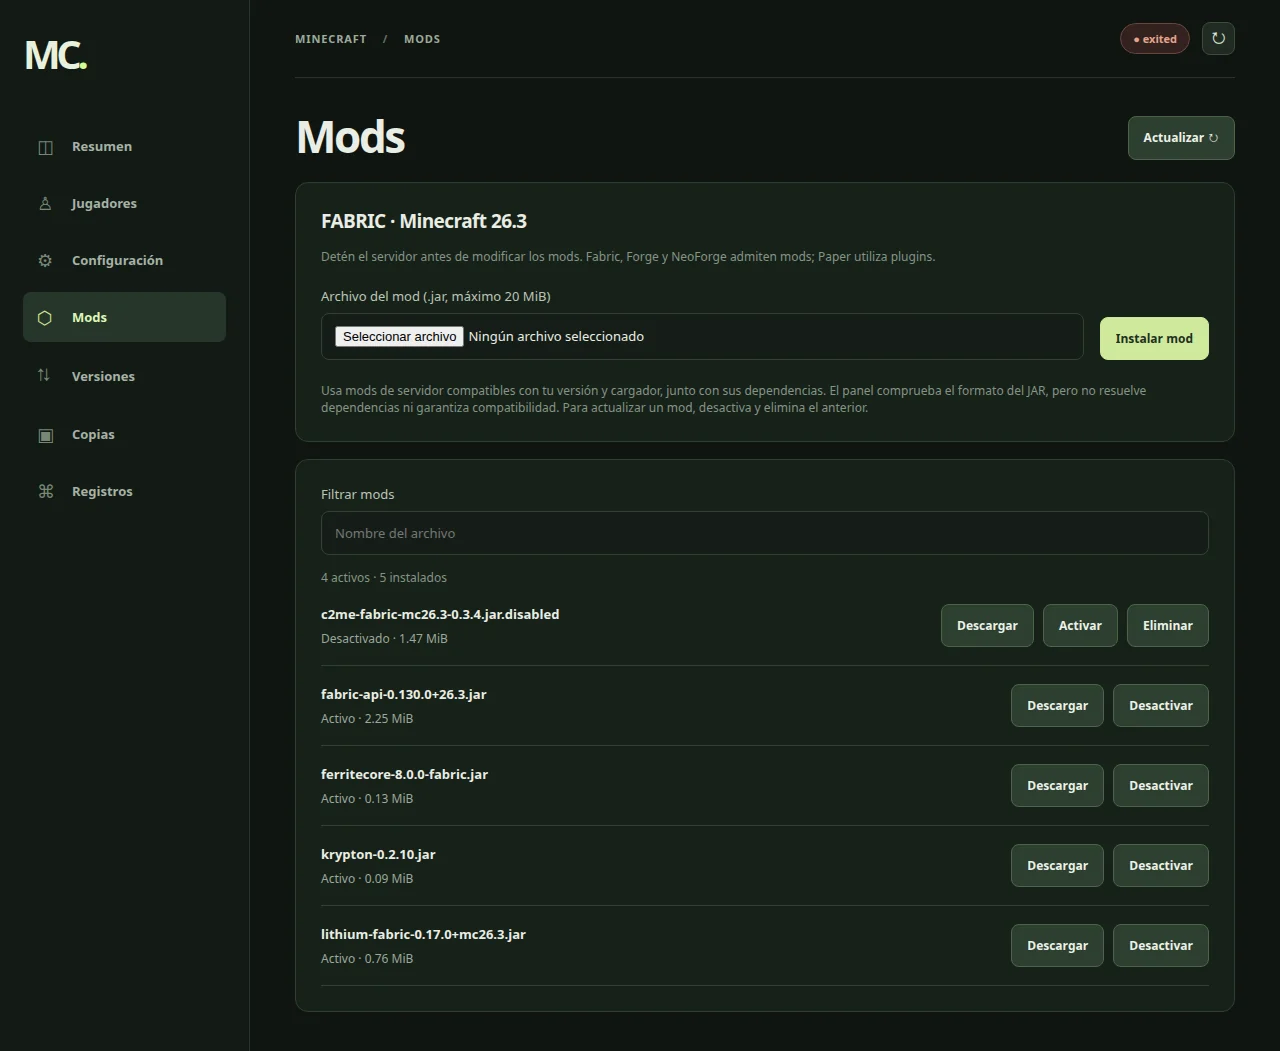 MC.
MINECRAFT / MODS
● exited
↻
Resumen
Jugadores
Configuración
Mods
Versiones
Copias
Registros
Mods
Actualizar ↻
FABRIC · Minecraft 26.3
Detén el servidor antes de modificar los mods. Fabric, Forge y NeoForge admiten mods; Paper utiliza plugins.
Archivo del mod (.jar, máximo 20 MiB)
Seleccionar archivo Ningún archivo seleccionado
Instalar mod
Usa mods de servidor compatibles con tu versión y cargador, junto con sus dependencias. El panel comprueba el formato del JAR, pero no resuelve
dependencias ni garantiza compatibilidad. Para actualizar un mod, desactiva y elimina el anterior.
Filtrar mods
Nombre del archivo
4 activos · 5 instalados
c2me-fabric-mc26.3-0.3.4.jar.disabled
Desactivado · 1.47 MiB
Descargar Activar Eliminar
fabric-api-0.130.0+26.3.jar
Activo · 2.25 MiB
Descargar Desactivar
ferritecore-8.0.0-fabric.jar
Activo · 0.13 MiB
Descargar Desactivar
krypton-0.2.10.jar
Activo · 0.09 MiB
Descargar Desactivar
lithium-fabric-0.17.0+mc26.3.jar
Activo · 0.76 MiB
Descargar Desactivar